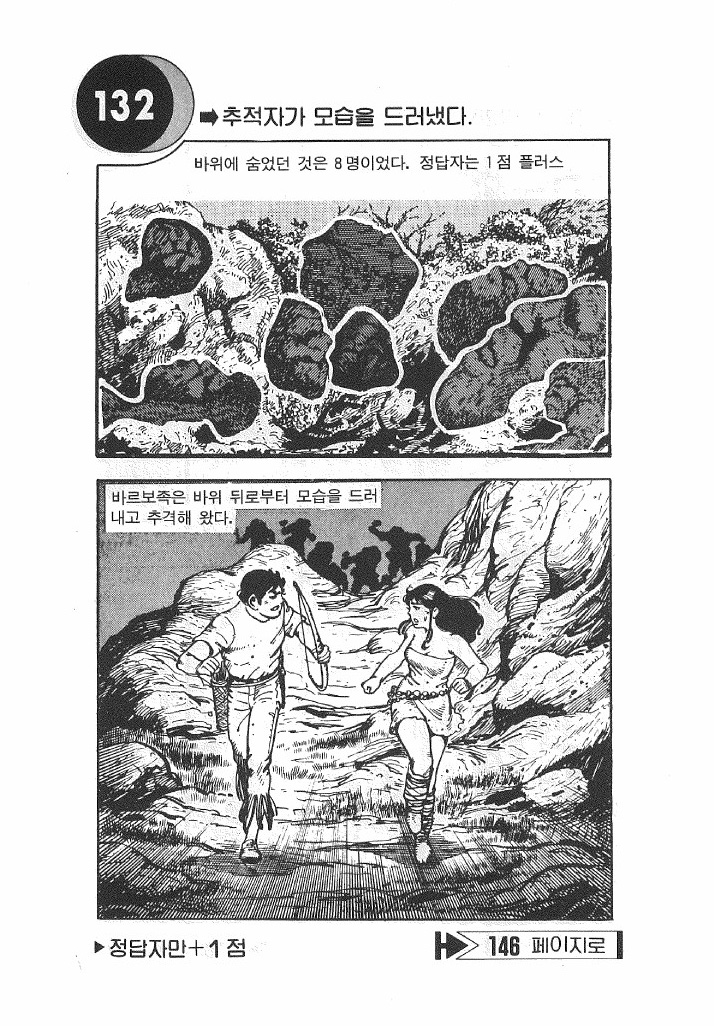 132
➡추적자가 모습을 드러냈다.
바위에 숨었던 것은 8명이었다. 정답자는 1점 플러스
바르보족은 바위 뒤로부터 모습을 드러
내고 추격해 왔다.
▶정답자만+1점
146 페이지로